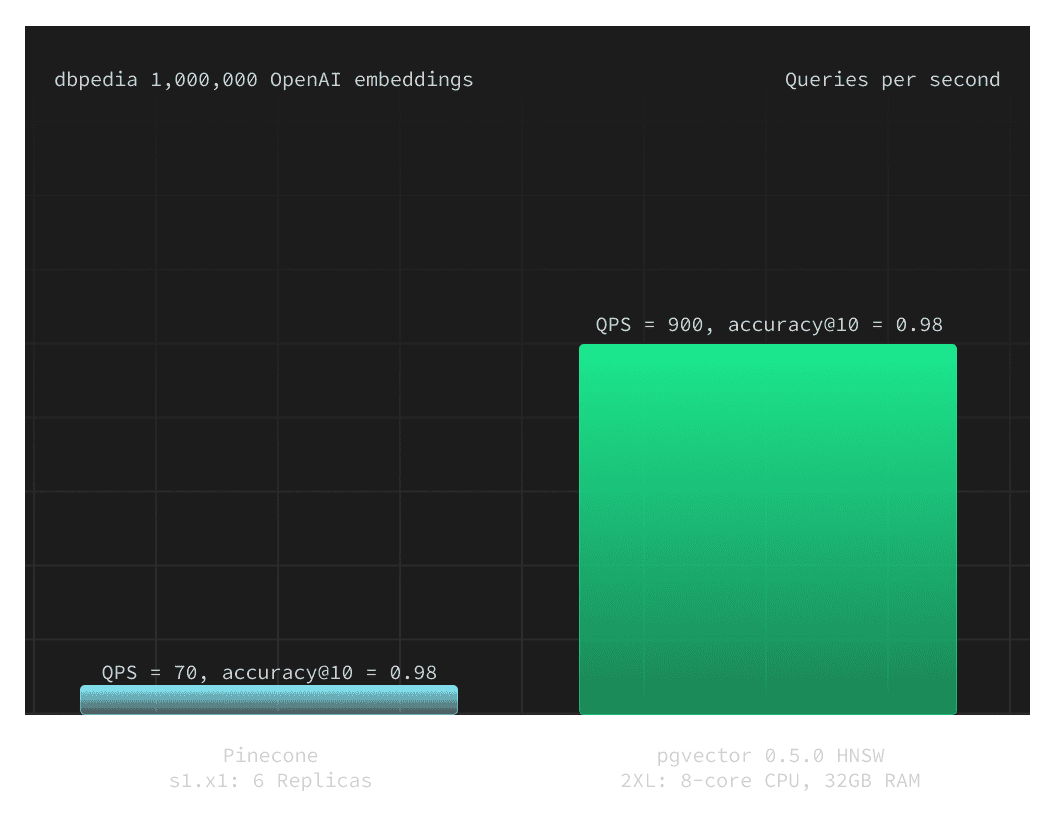 dbpedia 1,000,000 OpenAI embeddings
Queries per second
QPS = 900, accuracy@10 = 0.98
QPS = 70, accuracy@10 = 0.98
Pinecone
s1.x1: 6 Replicas
pgvector 0.5.0 HNSW
2XL: 8-core CPU, 32GB RAM